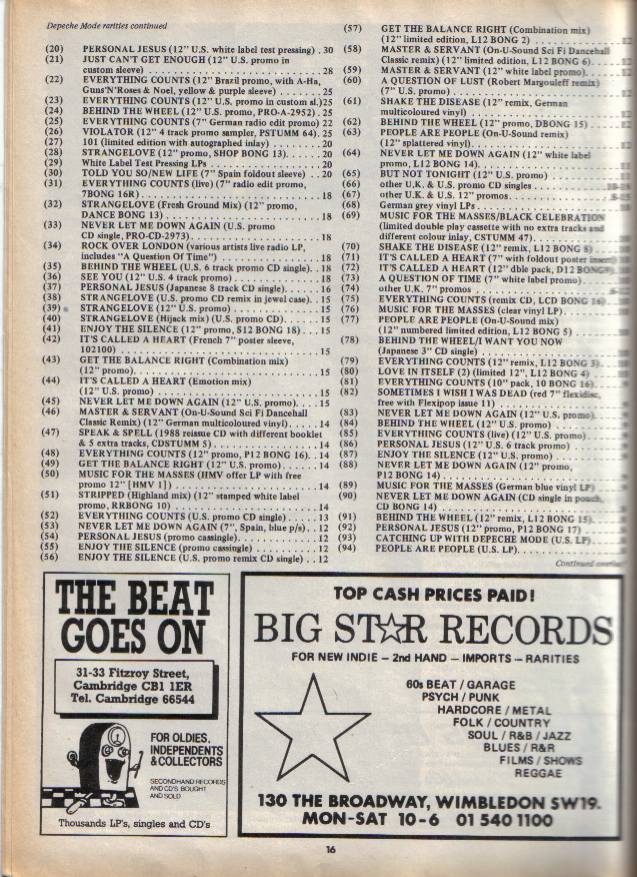 Depeche Mode rarities continued
(20) PERSONAL JESUS (12" U.S. white label test pressing) . 30
(21) JUST CAN'T GET ENOUGH (12" U.S. promo in
custom sleeve) . . . . . . . . . . . . . . . . . . 28
(22) EVERYTHING COUNTS (12" Brazil promo, with A-Ha,
Guns'N'Roses & Noel, yellow & purple sleeve) . . . . . . 25
(23) EVERYTHING COUNTS (12" U.S. promo in custom sl.)25
(24) BEHIND THE WHEEL (12" U.S. promo, PRO-A-2952) . 25
(25) EVERYTHING COUNTS (7" German radio edit promo) 22
(26) VIOLATOR (12" 4 track promo sampler, PSTUMM 64). 25
(27) 101 (limited edition with autographed inlay) . . . . . . . 20
(28) STRANGELOVE (12" promo, SHOP BONG 13). . . . . 20
(29) White Label Test Pressing LPs . . . . . . . . . . . . 20
(30) TOLD YOU SO/NEW LIFE (7" Spain foldout sleeve) . . 20
(31) EVERYTHING COUNTS (live) (7" radio edit promo,
7BONG 16R) . . . . . . . . . . . . . . . . . . 18
(32) STRANGELOVE (Fresh Ground Mix) (12" promo,
DANCE BONG 13) . . . . . . . . . . . . . . . . 18
(33) NEVER LET ME DOWN AGAIN (U.S. promo
CD single, PRO-CD-2973) . . . . . . . . . . . . . . 18
(34) ROCK OVER LONDON (various artists live radio LP,
includes "A Question Of Time") . . . . . . . . . . . 18
(35) BEHIND THE WHEEL (U.S. 6 track promo CD single). 18
(36) SEE YOU (12" U.S. 4 track promo) . . . . . . . . . . 18
(37) PERSONAL JESUS (Japanese 8 track CD single) . . . . 16
(38) STRANGELOVE (U.S. promo CD remix in jewel case). 15
(39) STRANGELOVE (12" U.S. promo) . . . . . . . . . . 15
(40) STRANGELOVE (Hijack mix) (U.S. promo CD) . . . . 15
(41) ENJOY THE SILENCE (12" promo, S12 BONG 18) . . . 15
(42) IT'S CALLED A HEART (French 7" poster sleeve,
102100) . . . . . . . . . . . . . . . . . . . . 15
(43) GET THE BALANCE RIGHT (Combination mix)
(12" promo) . . . . . . . . . . . . . . . . . . 15
(44) IT'S CALLED A HEART (Emotion mix)
(12" U.S. promo) . . . . . . . . . . . . . . . . 15
(45) NEVER LET ME DOWN AGAIN (12" U.S. promo). . . 15
(46) MASTER & SERVANT (On-U-Sound Sci Fi Dancehall
Classic Remix) (12" German multicoloured vinyl) . . . . . 14
(47) SPEAK & SPELL (1988 reissue CD with different booklet
& 5 extra tracks, CDSTUMM 5) . . . . . . . . . . . . 14
(48) EVERYTHING COUNTS (12" promo, P12 BONG 16). . 14
(49) GET THE BALANCE RIGHT (12" U.S. promo) . . . . . 14
(50) MUSIC FOR THE MASSES (HMV offer LP with free
promo 12" [HMV 1]) . . . . . . . . . . . . . . . 14
(51) STRIPPED (Highland mix) (12" stamped white label
promo, RBONG 10) . . . . . . . . . . . . . . . 14
(52) EVERYTHING COUNTS (U.S. promo CD single) . . . . 13
(53) NEVER LET ME DOWN AGAIN (7", Spain, blue p/s) . . 12
(54) PERSONAL JESUS (promo cassingle) . . . . . . . . . 12
(55) ENJOY THE SILENCE (promo cassingle) . . . . . . . . 12
(56) ENJOY THE SILENCE (U.S. promo remix CD single) . . 12
(57) GET THE BALANCE RIGHT (Combination mix)
(12" limited edition, L12 BONG 2) . . . . . . . . . 12
(58) MASTER & SERVANT (On-U-Sound Sci Fi Dancehall
Classic remix) (12" limited edition, L12 BONG 6) . . . .
(59) MASTER & SERVANT (12" white label promo) . . . .
(60) A QUESTION OF LUST (Robert Margouleff remix)
(7" U.S. promo) . . . . . . . . . . . . . . . 12
(61) SHAKE THE DISEASE (12" remix, German
multicoloured vinyl) . . . . . . . . . . . . . . 12
(62) BEHIND THE WHEEL (12" promo, DBONG 15) . . . . 12
(63) PEOPLE ARE PEOPLE (On-U-Sound remix)
(12" splattered vinyl) . . . . . . . . . . . . . . 12
(64) NEVER LET ME DOWN AGAIN (12" white label
promo, L12 BONG 14) . . . . . . . . . . . . . .
(65) BUT NOT TONIGHT (12" U.S. promo) . . . . . . .
(66) other U.K. & U.S. promo CD singles . . . . . . . .
(67) other U.K. & U.S. 12" promos . . . . . . . . . .
(68) German grey vinyl LPs . . . . . . . . . . . . .
(69) MUSIC FOR THE MASSES/BLACK CELEBRATION
(limited double play cassette with no extra tracks and
different colour inlay, CSTUMM 47) . . . . . . . .
(70) SHAKE THE DISEASE (12" remix, L12 BONG 8) . . .
(71) IT'S CALLED A HEART (7" with foldout poster insert)
(72) IT'S CALLED A HEART (12" dble pack, D12 BONG 9)
(73) A QUESTION OF TIME (7" white label promo) . . . .
(74) other U.K. 7" promos . . . . . . . . . . . . .
(75) EVERYTHING COUNTS (remix CD, LCD BONG 16) .
(76) MUSIC FOR THE MASSES (clear vinyl LP) . . . . .
(77) PEOPLE ARE PEOPLE (On-U-Sound mix)
(12" numbered limited edition, L12 BONG 5) . . . . .
(78) BEHIND THE WHEEL/I WANT YOU NOW
(Japanese 3" CD single) . . . . . . . . . . . . .
(79) EVERYTHING COUNTS (12" remix, L12 BONG 3) . .
(80) LOVE IN ITSELF (2) (limited 12", L12 BONG 4) . . .
(81) EVERYTHING COUNTS (10" pack, 10 BONG 16) . . .
(82) SOMETIMES I WISH I WAS DEAD (red 7" flexidisc,
free with Flexipop issue 11) . . . . . . . . . . .
(83) NEVER LET ME DOWN AGAIN (12" U.S. promo) . .
(84) BEHIND THE WHEEL (12" U.S. promo) . . . . . . .
(85) EVERYTHING COUNTS (live) (12" U.S. promo) . . .
(86) PERSONAL JESUS (12" U.S. 6 track promo) . . . . .
(87) ENJOY THE SILENCE (12" U.S. promo) . . . . . .
(88) NEVER LET ME DOWN AGAIN (12" promo,
P12 BONG 14) . . . . . . . . . . . . . . . .
(89) MUSIC FOR THE MASSES (German blue vinyl LP) . .
(90) NEVER LET ME DOWN AGAIN (CD single in pouch,
CD BONG 14) . . . . . . . . . . . . . . . .
(91) BEHIND THE WHEEL (12" remix, L12 BONG 15) . .
(92) PERSONAL JESUS (12" promo, P12 BONG 17) . . . .
(93) CATCHING UP WITH DEPECHE MODE (U.S. LP) . .
(94) PEOPLE ARE PEOPLE (U.S. LP) . . . . . . . . .
Continued
THE BEAT
GOES ON
31-33 Fitzroy Street,
Cambridge CB1 1ER
Tel. Cambridge 66544
FOR OLDIES,
INDEPENDENTS
& COLLECTORS
SECONDHAND RECORDS
AND CD'S BOUGHT
AND SOLD
Thousands LP's, singles and CD's
TOP CASH PRICES PAID!
BIG STAR RECORDS
FOR NEW INDIE – 2nd HAND – IMPORTS – RARITIES
60s BEAT / GARAGE
PSYCH / PUNK
HARDCORE / METAL
FOLK / COUNTRY
SOUL / R&B / JAZZ
BLUES / R&R
FILMS / SHOWS
REGGAE
130 THE BROADWAY, WIMBLEDON SW19.
MON-SAT 10-6 01 540 1100
16